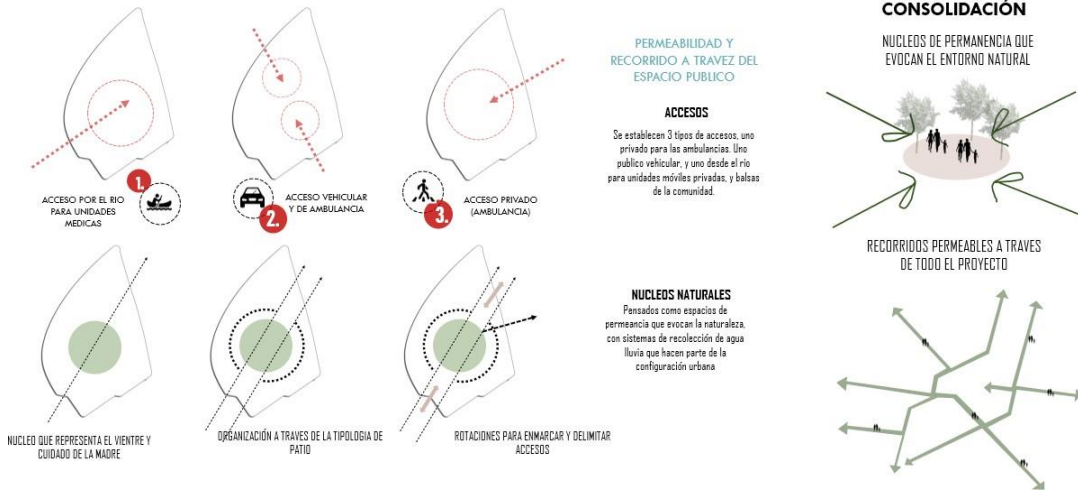 1.
ACCESO POR EL RIO
PARA UNIDADES
MEDICAS
2.
ACCESO VEHICULAR
Y DE AMBULANCIA
3.
ACCESO PRIVADO
(AMBULANCIA)
NUCLEO QUE REPRESENTA EL VIENTRE Y
CUIDADO DE LA MADRE
ORGANIZACIÓN A TRAVES DE LA TIPOLOGIA DE
PATIO
ROTACIONES PARA ENMARCAR Y DELIMITAR
ACCESOS
PERMEABILIDAD Y
RECORRIDO A TRAVEZ DEL
ESPACIO PUBLICO
ACCESOS
Se establecen 3 tipos de accesos, uno
privado para las ambulancias. Uno
publico vehicular, y uno desde el rio
para unidades móviles privadas, y balsas
de la comunidad.
NUCLEOS NATURALES
Pensados como espacios de
permeancia que evocan la naturaleza,
con sistemas de recolección de agua
lluvia que hacen parte de la
configuración urbana
CONSOLIDACIÓN
NUCLEOS DE PERMANENCIA QUE
EVOCAN EL ENTORNO NATURAL
RECORRIDOS PERMEABLES A TRAVES
DE TODO EL PROYECTO